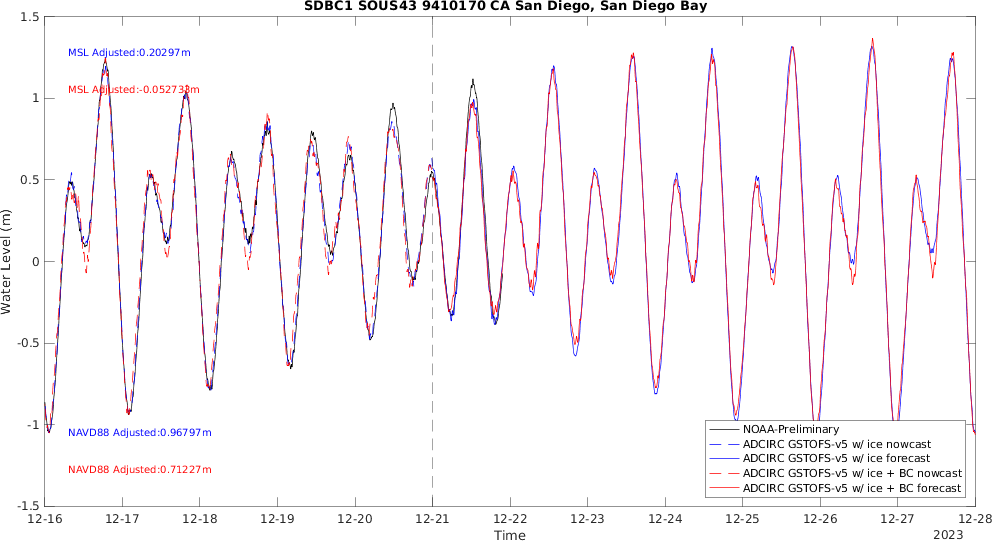 SDBC1 SOUS43 9410170 CA San Diego, San Diego Bay
1.5
1
0.5
0
-0.5
-1
-1.5
Water Level (m)
MSL Adjusted:0.20297m
MSL Adjusted:-0.052733m
NAVD88 Adjusted:0.96797m
NAVD88 Adjusted:0.71227m
NOAA-Preliminary
ADCIRC GSTOFS-v5 w/ ice nowcast
ADCIRC GSTOFS-v5 w/ ice forecast
ADCIRC GSTOFS-v5 w/ ice + BC nowcast
ADCIRC GSTOFS-v5 w/ ice + BC forecast
12-16 12-17 12-18 12-19 12-20 12-21 12-22 12-23 12-24 12-25 12-26 12-27 12-28
Time
2023